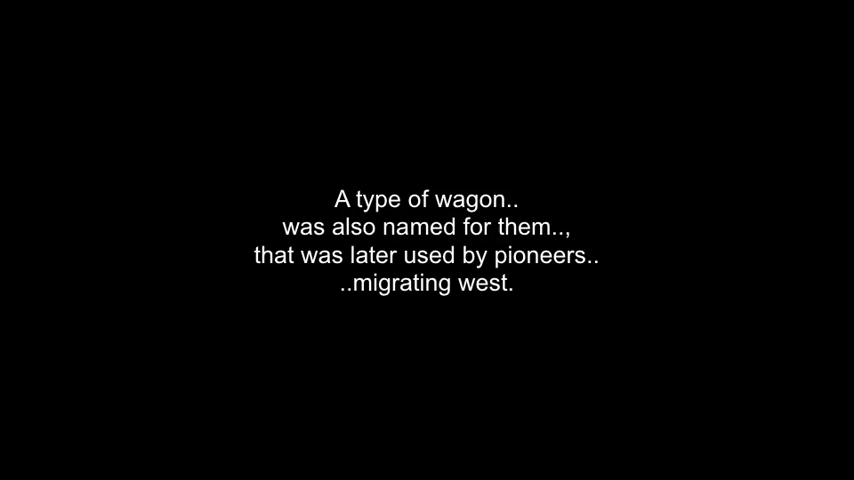 A type of wagon..
was also named for them..,
that was later used by pioneers..
..migrating west.